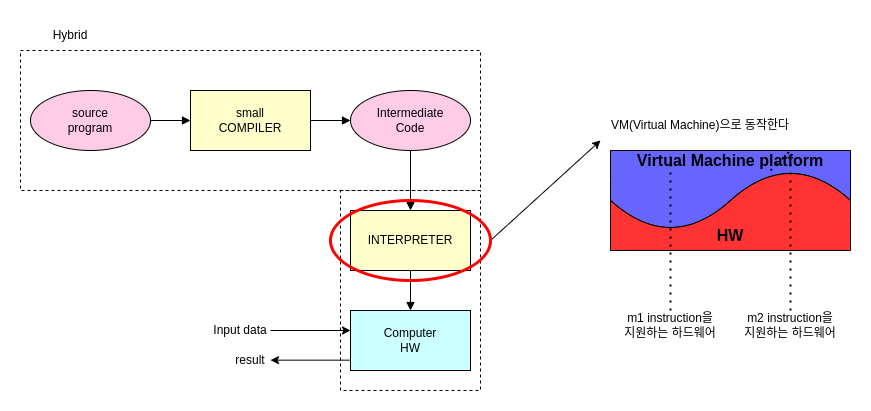 Hybrid
source
program
small
COMPILER
Intermediate
Code
INTERPRETER
Input data
result
Computer
HW
VM(Virtual Machine)으로 동작한다
Virtual Machine platform
HW
m1 instruction을
지원하는 하드웨어
m2 instruction을
지원하는 하드웨어